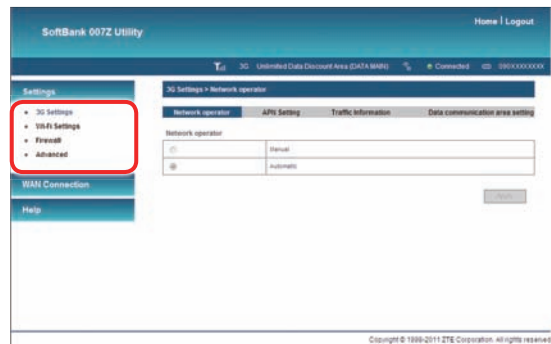 SoftBank 007Z Utility
Home | Logout
3G Unlimited Data Discount Area (DATA MAIN) Connected 090XXXXXXXX
Settings
3G Settings
Wi-Fi Settings
Firewall
Advanced
WAN Connection
Help
3G Settings > Network operator
Network operator APN Setting Traffic Information Data communication area setting
Network operator
Manual
Automatic
Apply
Copyright © 1998-2011 ZTE Corporation. All rights reserved